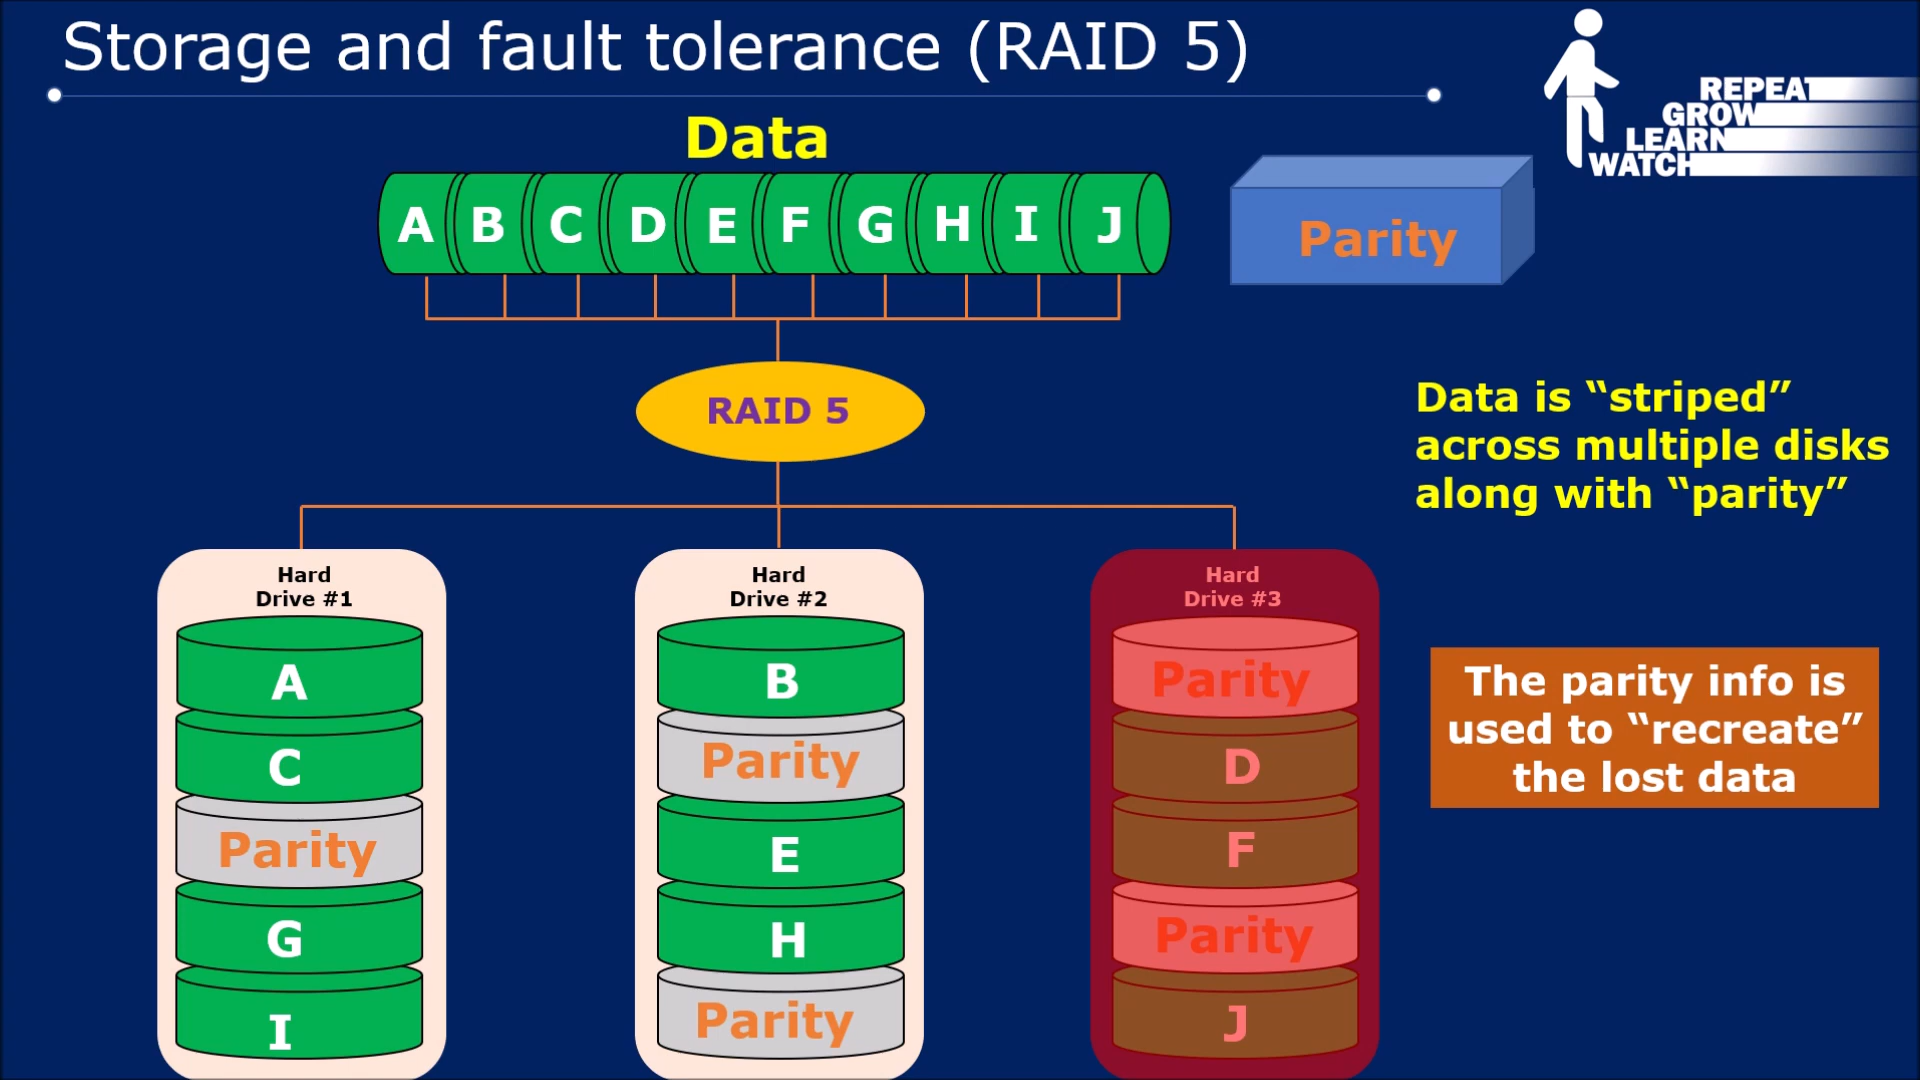 Storage and fault tolerance (RAID 5)
REPEAT
GROW
LEARN
WATCH
Data
A B C D E F G H I J
Parity
RAID 5
Data is “striped”
across multiple disks
along with “parity”
Hard
Drive #1
A
C
Parity
G
I
Hard
Drive #2
B
Parity
E
H
Parity
Hard
Drive #3
Parity
D
F
Parity
J
The parity info is
used to “recreate”
the lost data